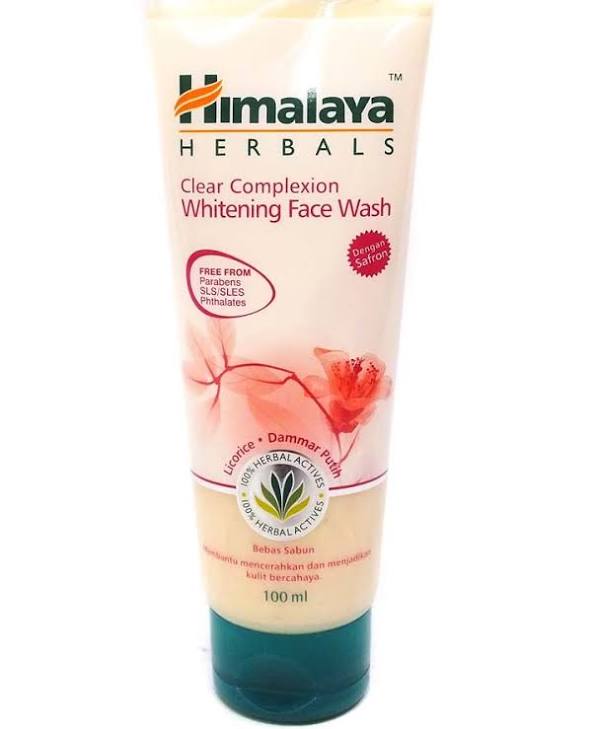 Himalaya™
HERBALS
Clear Complexion
Whitening Face Wash
Dengan
Safron
FREE FROM
Parabens
SLS/SLES
Phthalates
Licorice • Dammar Putih
100% HERBAL ACTIVES
100% HERBAL ACTIVES
Bebas Sabun
Membantu mencerahkan dan menjadikan
kulit bercahaya.
100 ml